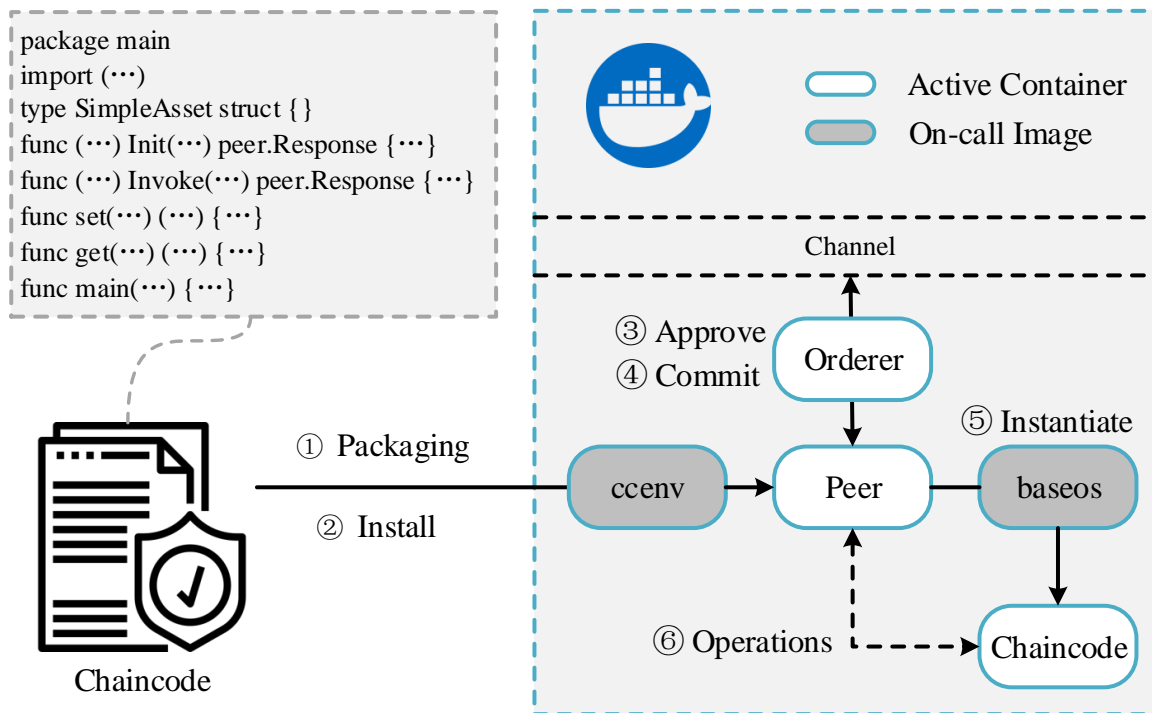 package main
import (⋯)
type SimpleAsset struct {}
func (⋯) Init(⋯) peer.Response {⋯}
func (⋯) Invoke(⋯) peer.Response {⋯}
func set(⋯) (⋯) {⋯}
func get(⋯) (⋯) {⋯}
func main(⋯) {⋯}
Active Container
On-call Image
Channel
③ Approve
④ Commit
Orderer
⑤ Instantiate
① Packaging
② Install
ccenv
Peer
baseos
⑥ Operations
Chaincode
Chaincode